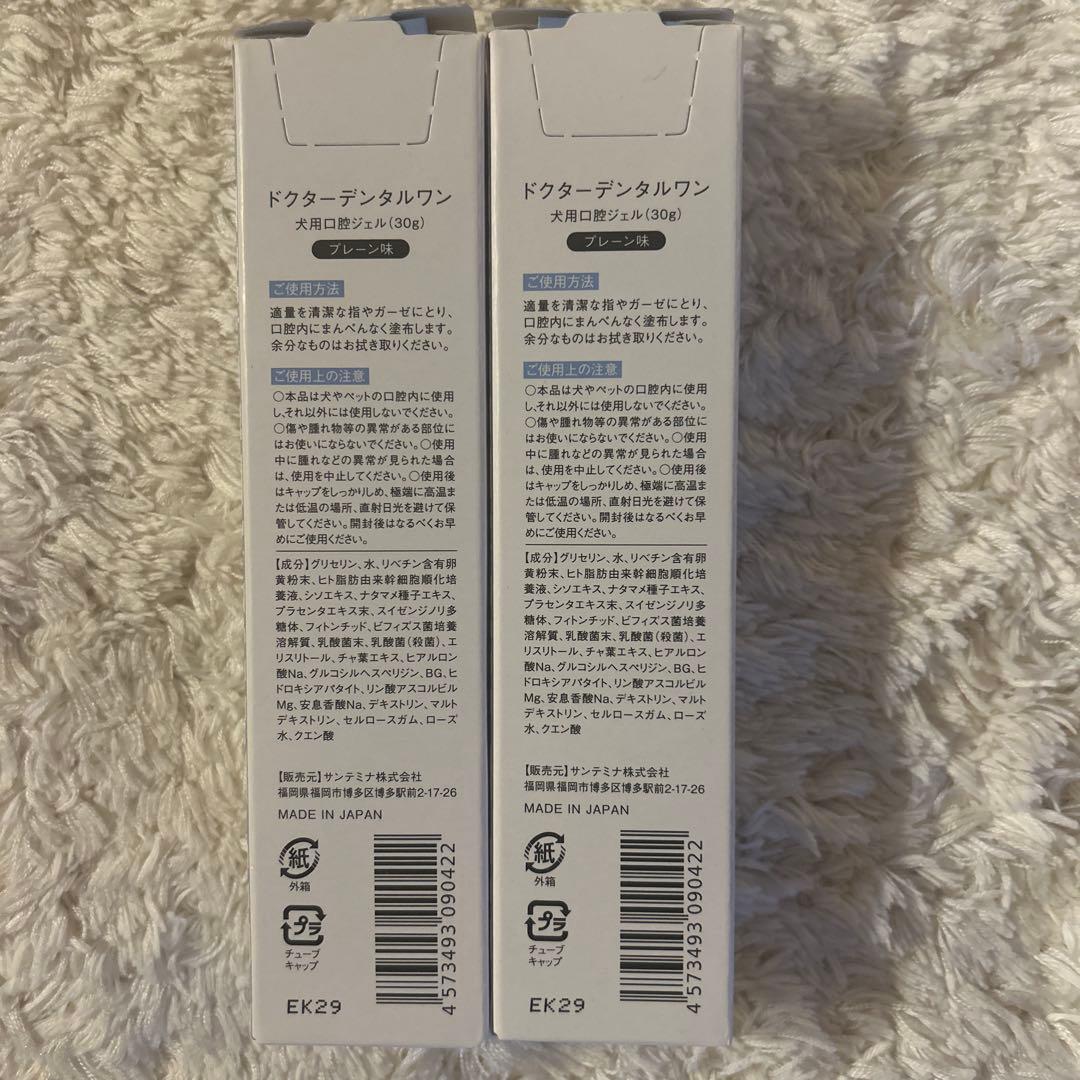 ドクターデンタルワン
犬用口腔ジェル(30g)
プレーン味
ご使用方法
適量を清潔な指やガーゼにとり、
口腔内にまんべんなく塗布します。
余分なものはお拭き取りください。
ご使用上の注意
○本品は犬やペットの口腔内に使用
し、それ以外には使用しないでください。
○傷や腫れ物等の異常がある部位に
はお使いにならないでください。○使用
中に腫れなどの異常が見られた場合
は、使用を中止してください。○使用後
はキャップをしっかりしめ、極端に高温ま
たは低温の場所、直射日光を避けて保
管してください。開封後はなるべくお早
めにご使用ください。
【成分】グリセリン、水、リベチン含有卵
黄粉末、ヒト脂肪由来幹細胞順化培
養液、シソエキス、ナタマメ種子エキス、
プラセンタエキス末、スイゼンジノリ多
糖体、フィトンチッド、ビフィズス菌培養
溶解質、乳酸菌末、乳酸菌(殺菌)、エ
リスリトール、チャ葉エキス、ヒアルロン
酸Na、グルコシルヘスペリジン、BG、ヒ
ドロキシアパタイト、リン酸アスコルビル
Mg、安息香酸Na、デキストリン、マルト
デキストリン、セルロースガム、ローズ
水、クエン酸
【販売元】サンテミナ株式会社
福岡県福岡市博多区博多駅前2-17-26
MADE IN JAPAN
紙
外箱
プラ
チューブ
キャップ
4 573493 090422
EK29
ドクターデンタルワン
犬用口腔ジェル(30g)
プレーン味
ご使用方法
適量を清潔な指やガーゼにとり、
口腔内にまんべんなく塗布します。
余分なものはお拭き取りください。
ご使用上の注意
○本品は犬やペットの口腔内に使用
し、それ以外には使用しないでください。
○傷や腫れ物等の異常がある部位に
はお使いにならないでください。○使用
中に腫れなどの異常が見られた場合
は、使用を中止してください。○使用後
はキャップをしっかりしめ、極端に高温ま
たは低温の場所、直射日光を避けて保
管してください。開封後はなるべくお早
めにご使用ください。
【成分】グリセリン、水、リベチン含有卵
黄粉末、ヒト脂肪由来幹細胞順化培
養液、シソエキス、ナタマメ種子エキス、
プラセンタエキス末、スイゼンジノリ多
糖体、フィトンチッド、ビフィズス菌培養
溶解質、乳酸菌末、乳酸菌(殺菌)、エ
リスリトール、チャ葉エキス、ヒアルロン
酸Na、グルコシルヘスペリジン、BG、ヒ
ドロキシアパタイト、リン酸アスコルビル
Mg、安息香酸Na、デキストリン、マルト
デキストリン、セルロースガム、ローズ
水、クエン酸
【販売元】サンテミナ株式会社
福岡県福岡市博多区博多駅前2-17-26
MADE IN JAPAN
紙
外箱
プラ
チューブ
キャップ
4 573493 090422
EK29